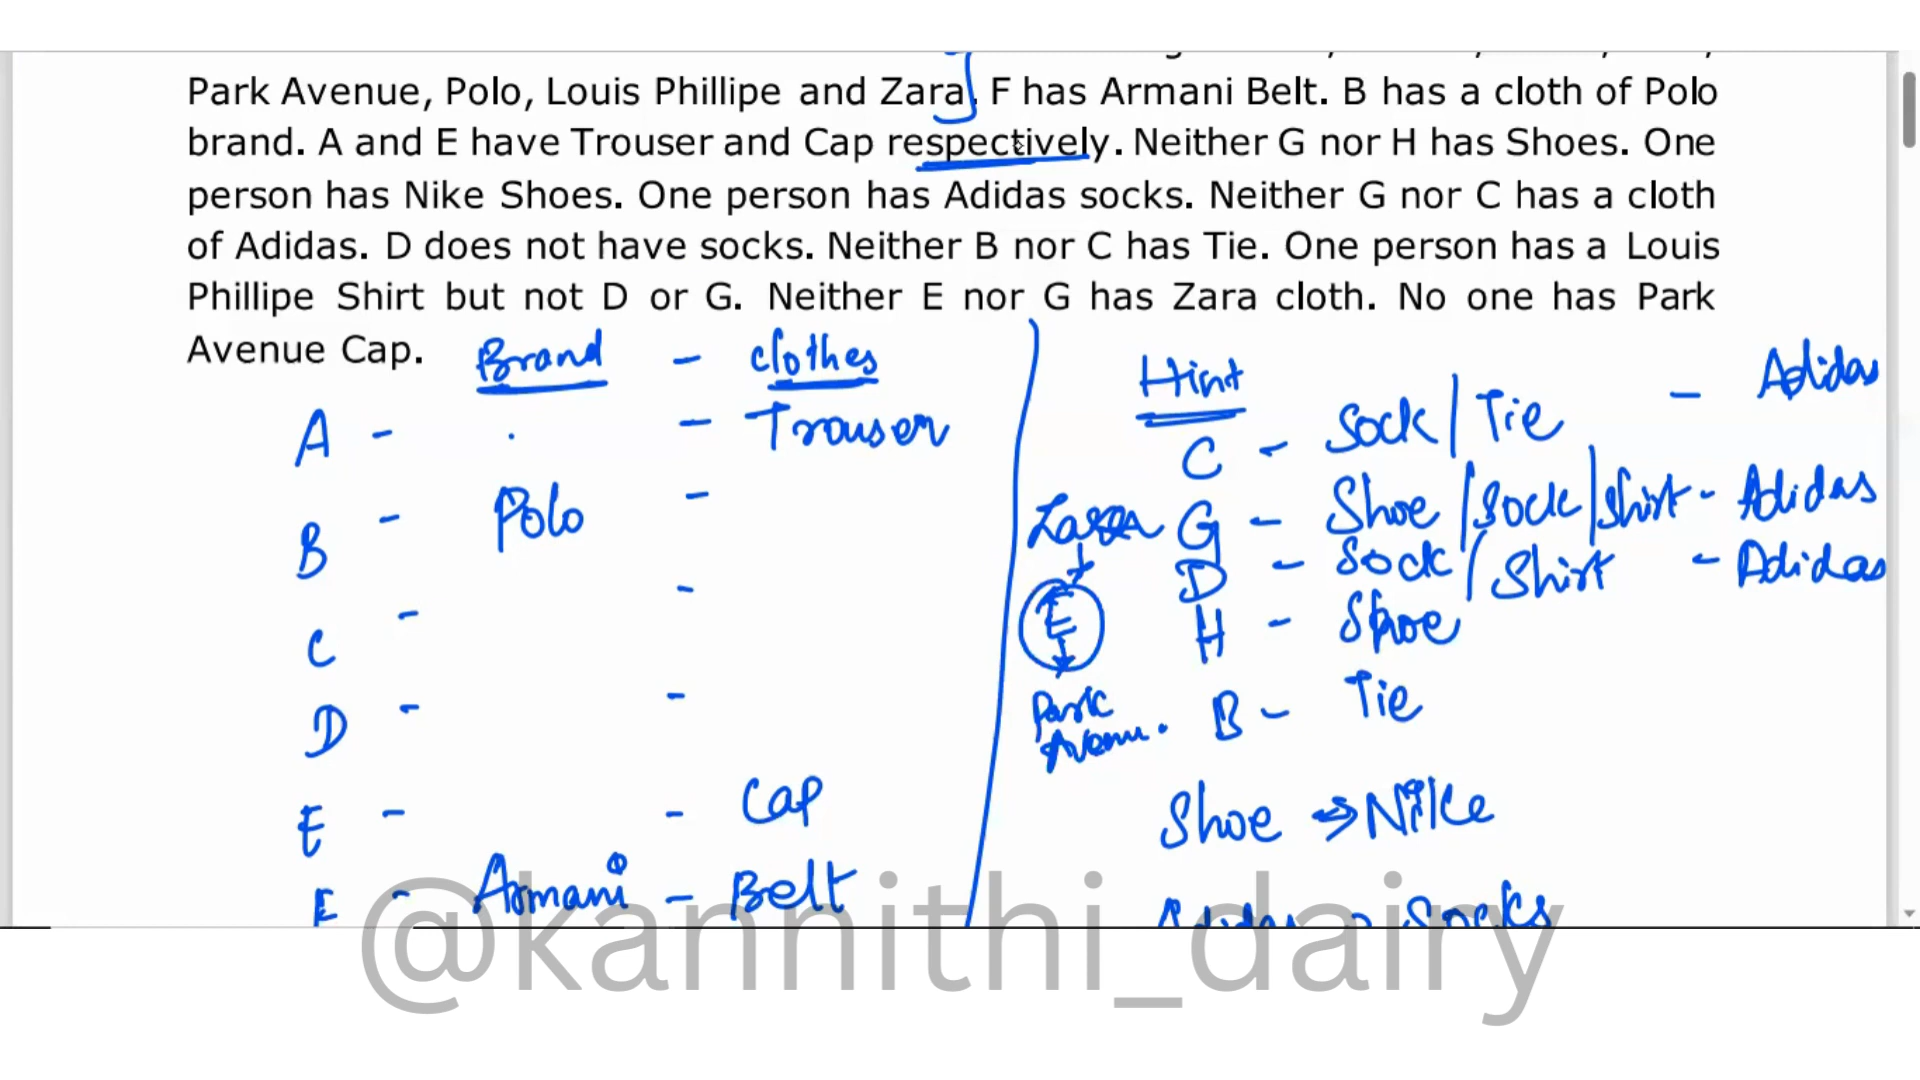 Park Avenue, Polo, Louis Phillipe and Zara. F has Armani Belt. B has a cloth of Polo
brand. A and E have Trouser and Cap respectively. Neither G nor H has Shoes. One
person has Nike Shoes. One person has Adidas socks. Neither G nor C has a cloth
of Adidas. D does not have socks. Neither B nor C has Tie. One person has a Louis
Phillipe Shirt but not D or G. Neither E nor G has Zara cloth. No one has Park
Avenue Cap.
Brand - clothes
A - - Trouser
B - Polo -
C - -
D - -
E - - Cap
F - Armani - Belt
Hint
C - Sock / Tie - Adidas
G - Shoe / Sock / Shirt - Adidas
D - Sock / Shirt - Adidas
H - Shoe
B - Tie
E
Park
Avenu.
Shoe → Nike
Adidas → Socks
@kannithi_dairy